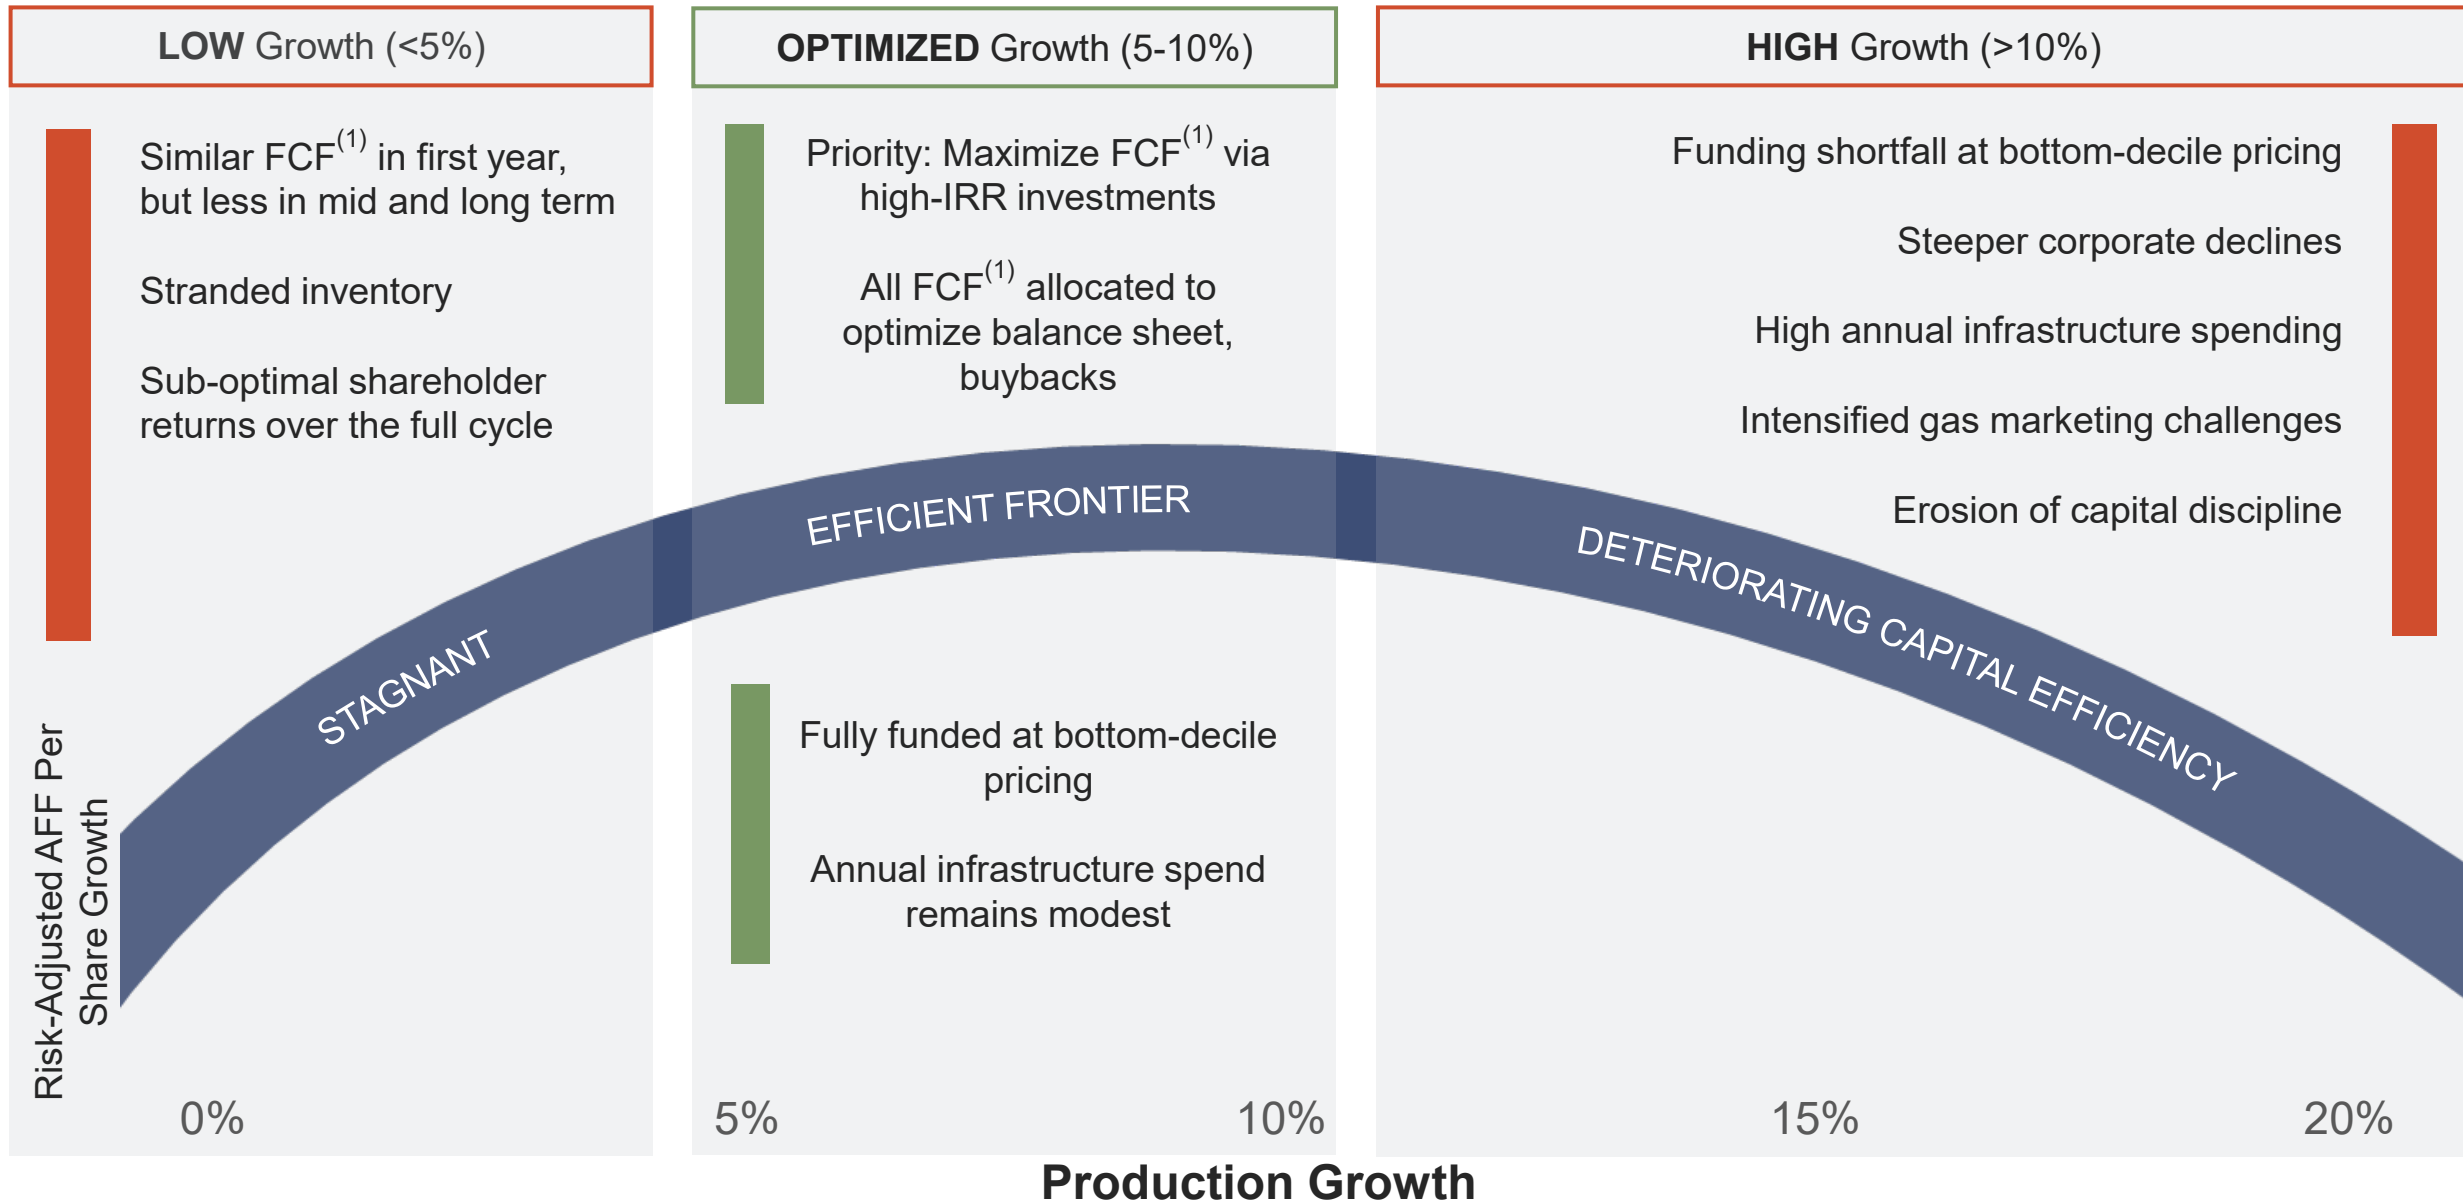 LOW Growth (<5%)
Similar FCF(1) in first year,
but less in mid and long term
Stranded inventory
Sub-optimal shareholder
returns over the full cycle
OPTIMIZED Growth (5-10%)
Priority: Maximize FCF(1) via
high-IRR investments
All FCF(1) allocated to
optimize balance sheet,
buybacks
HIGH Growth (>10%)
Funding shortfall at bottom-decile pricing
Steeper corporate declines
High annual infrastructure spending
Intensified gas marketing challenges
Erosion of capital discipline
STAGNANT
EFFICIENT FRONTIER
DETERIORATING CAPITAL EFFICIENCY
Fully funded at bottom-decile
pricing
Annual infrastructure spend
remains modest
Risk-Adjusted AFF Per
Share Growth
0%
5%
10%
15%
20%
Production Growth